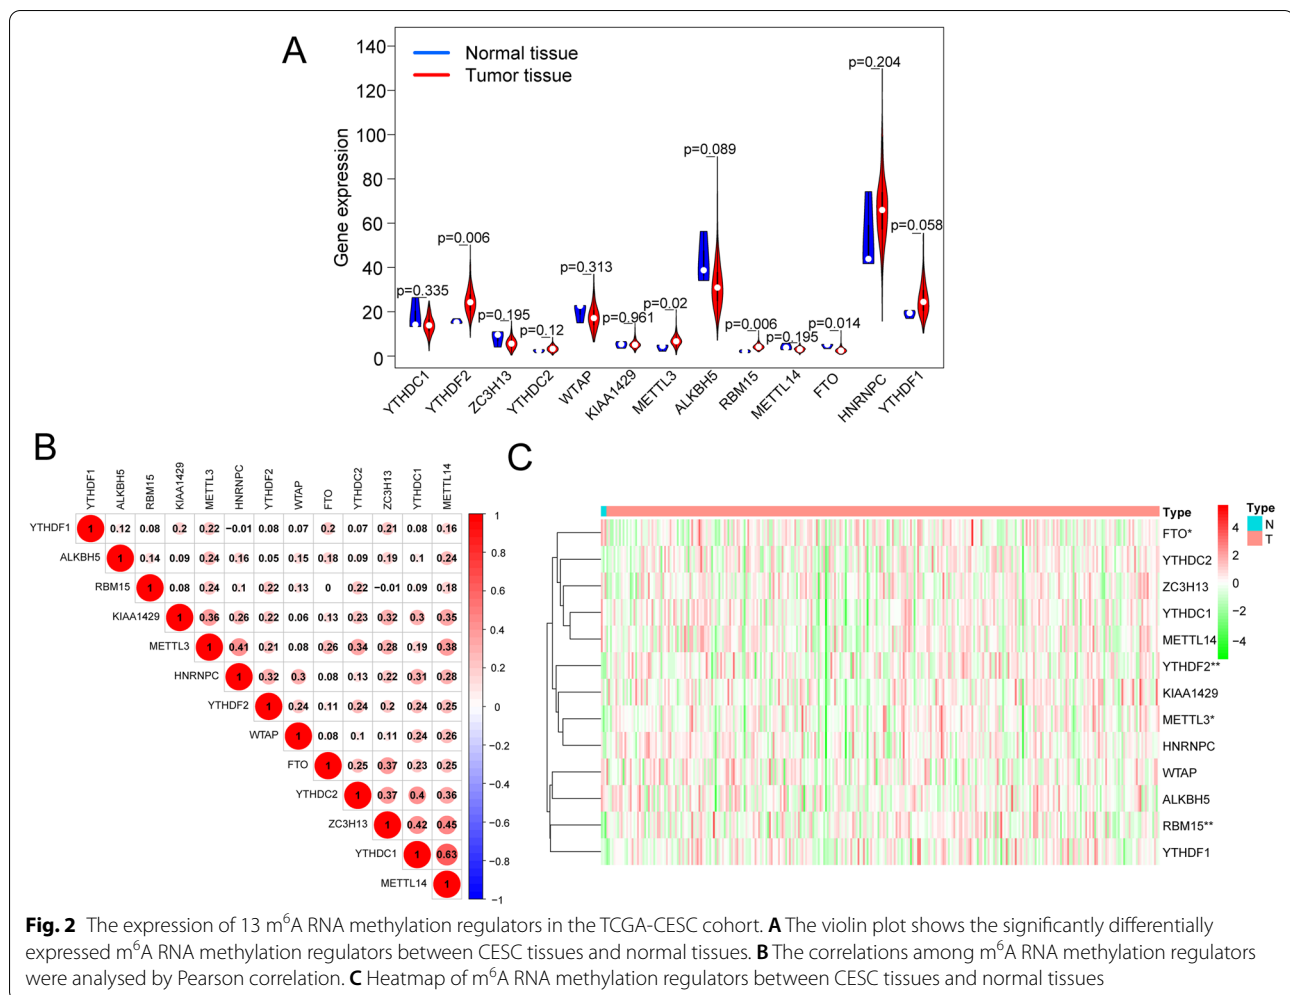 A
Normal tissue
Tumor tissue
Gene expression
140
120
100
80
60
40
20
0
p=0.335
p=0.006
p=0.195
p=0.12
p=0.313
p=0.961
p=0.02
p=0.089
p=0.006
p=0.195
p=0.014
p=0.204
p=0.058
YTHDC1
YTHDF2
ZC3H13
YTHDC2
WTAP
KIAA1429
METTL3
ALKBH5
RBM15
METTL14
FTO
HNRNPC
YTHDF1
B
YTHDF1 ALKBH5 RBM15 KIAA1429 METTL3 HNRNPC YTHDF2 WTAP FTO YTHDC2 ZC3H13 YTHDC1 METTL14
YTHDF1 1 0.12 0.08 0.2 0.22 −0.01 0.08 0.07 0.2 0.07 0.21 0.08 0.16
ALKBH5 1 0.14 0.09 0.24 0.16 0.05 0.15 0.18 0.09 0.19 0.1 0.24
RBM15 1 0.08 0.24 0.1 0.22 0.13 0 0.22 −0.01 0.09 0.18
KIAA1429 1 0.36 0.26 0.22 0.06 0.13 0.23 0.32 0.3 0.35
METTL3 1 0.41 0.21 0.08 0.26 0.34 0.28 0.19 0.38
HNRNPC 1 0.32 0.3 0.08 0.13 0.22 0.31 0.28
YTHDF2 1 0.24 0.11 0.24 0.2 0.24 0.25
WTAP 1 0.08 0.1 0.11 0.24 0.26
FTO 1 0.25 0.37 0.23 0.25
YTHDC2 1 0.37 0.4 0.36
ZC3H13 1 0.42 0.45
YTHDC1 1 0.63
METTL14 1
1
0.8
0.6
0.4
0.2
0
−0.2
−0.4
−0.6
−0.8
−1
C
Type
FTO*
YTHDC2
ZC3H13
YTHDC1
METTL14
YTHDF2**
KIAA1429
METTL3*
HNRNPC
WTAP
ALKBH5
RBM15**
YTHDF1
4
2
0
−2
−4
Type
N
T
Fig. 2 The expression of 13 m⁶A RNA methylation regulators in the TCGA-CESC cohort. A The violin plot shows the significantly differentially
expressed m⁶A RNA methylation regulators between CESC tissues and normal tissues. B The correlations among m⁶A RNA methylation regulators
were analysed by Pearson correlation. C Heatmap of m⁶A RNA methylation regulators between CESC tissues and normal tissues